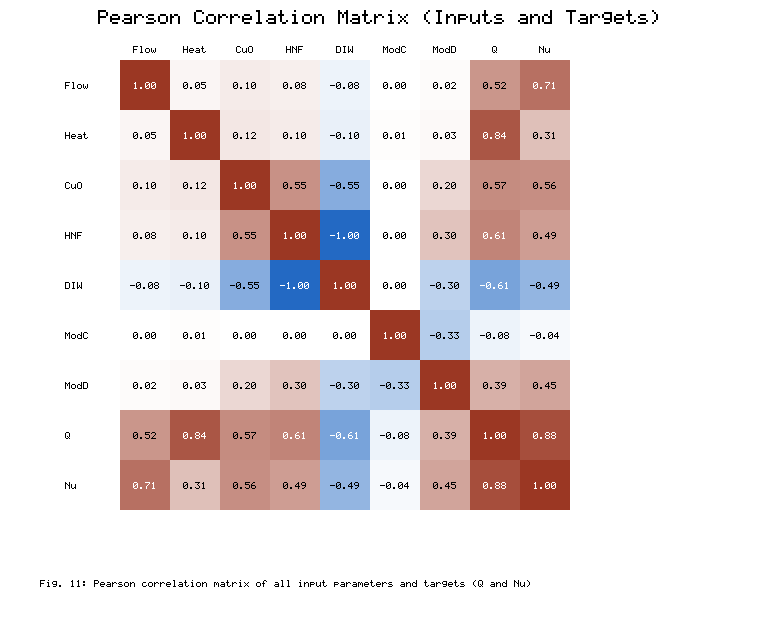 Pearson Correlation Matrix (Inputs and Targets)
Flow Heat CuO HNF DIW ModC ModD Q Nu
Flow 1.00 0.05 0.10 0.08 -0.08 0.00 0.02 0.52 0.71
Heat 0.05 1.00 0.12 0.10 -0.10 0.01 0.03 0.84 0.31
CuO 0.10 0.12 1.00 0.55 -0.55 0.00 0.20 0.57 0.56
HNF 0.08 0.10 0.55 1.00 -1.00 0.00 0.30 0.61 0.49
DIW -0.08 -0.10 -0.55 -1.00 1.00 0.00 -0.30 -0.61 -0.49
ModC 0.00 0.01 0.00 0.00 0.00 1.00 -0.33 -0.08 -0.04
ModD 0.02 0.03 0.20 0.30 -0.30 -0.33 1.00 0.39 0.45
Q 0.52 0.84 0.57 0.61 -0.61 -0.08 0.39 1.00 0.88
Nu 0.71 0.31 0.56 0.49 -0.49 -0.04 0.45 0.88 1.00
Fig. 11: Pearson correlation matrix of all input parameters and targets (Q and Nu)